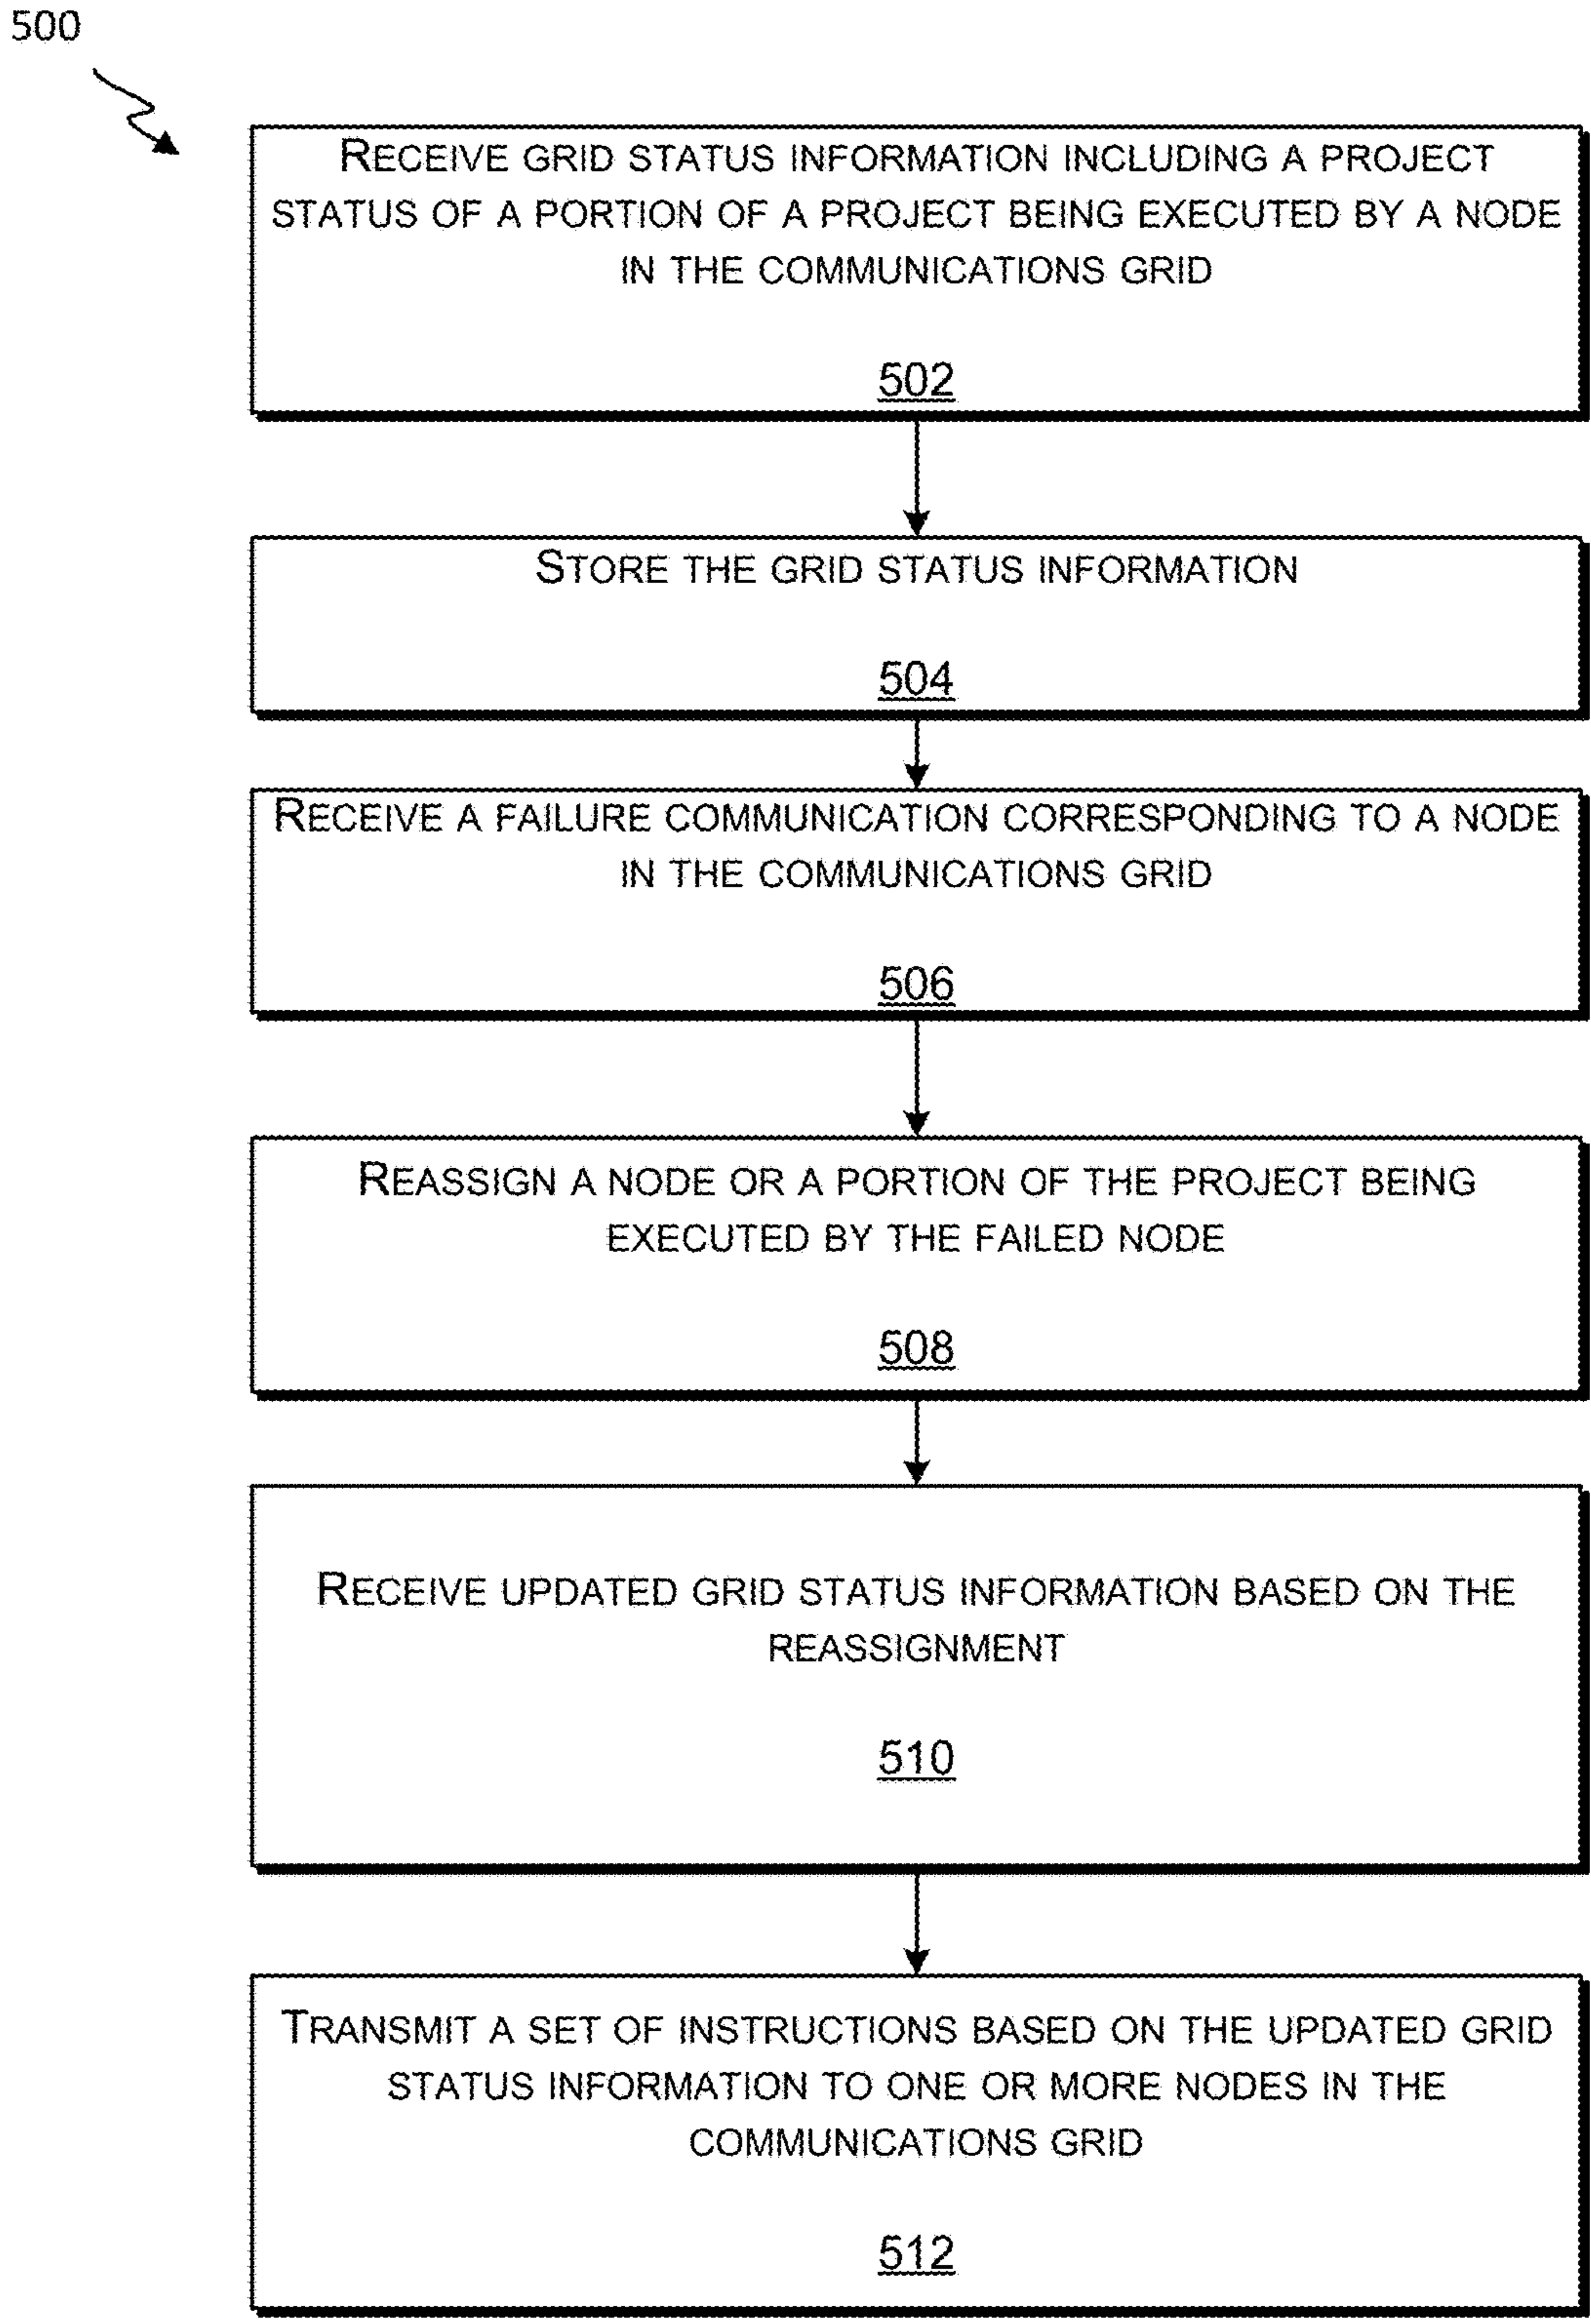 500
RECEIVE GRID STATUS INFORMATION INCLUDING A PROJECT
STATUS OF A PORTION OF A PROJECT BEING EXECUTED BY A NODE
IN THE COMMUNICATIONS GRID
502
STORE THE GRID STATUS INFORMATION
504
RECEIVE A FAILURE COMMUNICATION CORRESPONDING TO A NODE
IN THE COMMUNICATIONS GRID
506
REASSIGN A NODE OR A PORTION OF THE PROJECT BEING
EXECUTED BY THE FAILED NODE
508
RECEIVE UPDATED GRID STATUS INFORMATION BASED ON THE
REASSIGNMENT
510
TRANSMIT A SET OF INSTRUCTIONS BASED ON THE UPDATED GRID
STATUS INFORMATION TO ONE OR MORE NODES IN THE
COMMUNICATIONS GRID
512